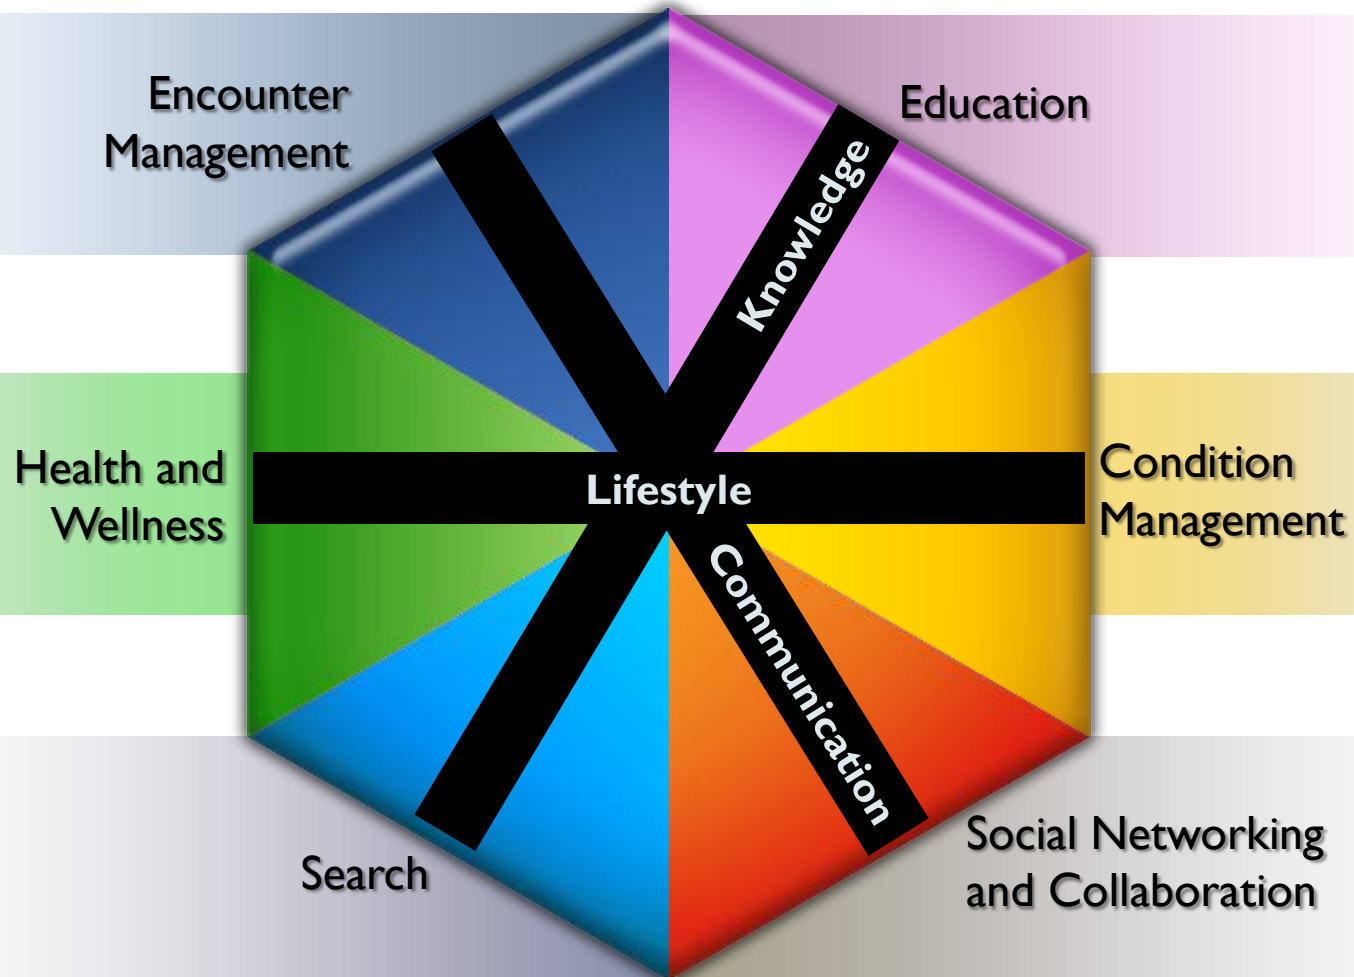 Encounter
Management
Education
Knowledge
Health and
Wellness
Lifestyle
Condition
Management
Communication
Search
Social Networking
and Collaboration